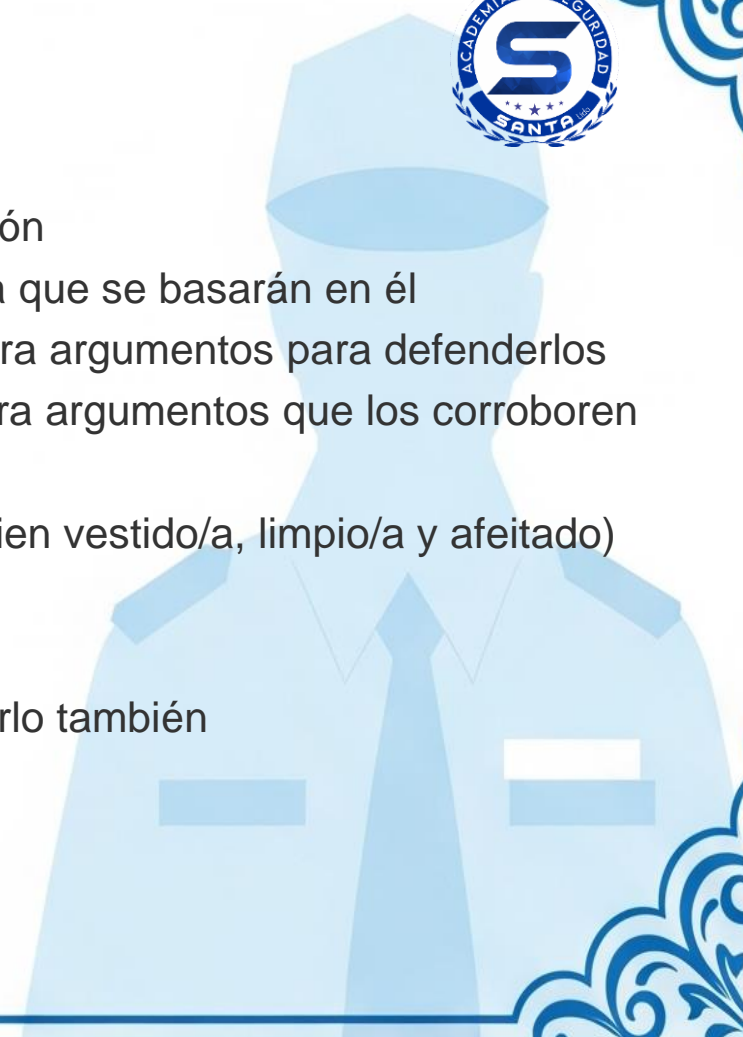 ACADEMIA SEGURIDAD
SANTA Ltda
ón
a que se basarán en él
ra argumentos para defenderlos
ra argumentos que los corroboren
ien vestido/a, limpio/a y afeitado)
rlo también